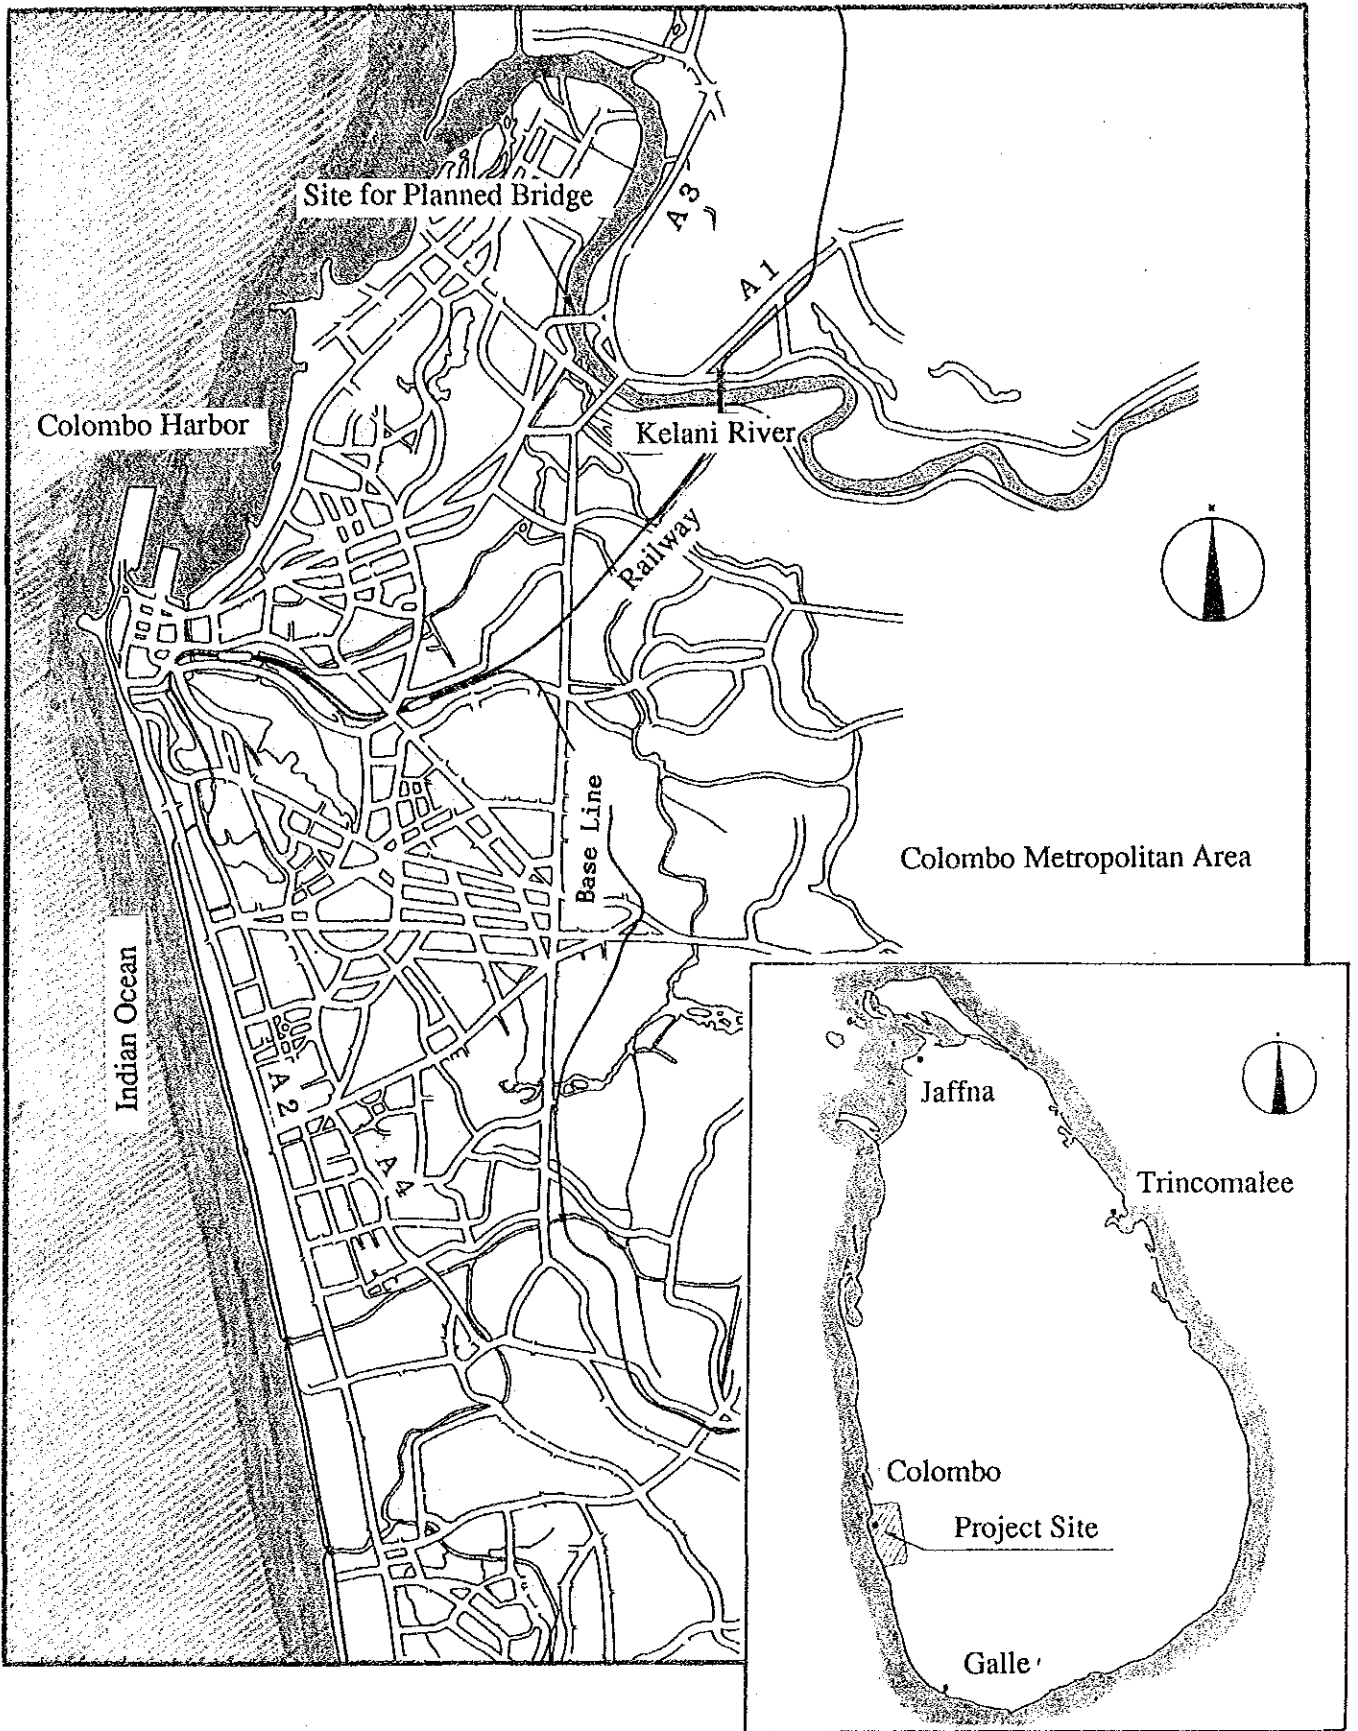 Site for Planned Bridge
A 3
A 1
Colombo Harbor
Kelani River
Railway
Base Line
Colombo Metropolitan Area
Indian Ocean
A 2
A 4
Jaffna
Trincomalee
Colombo
Project Site
Galle